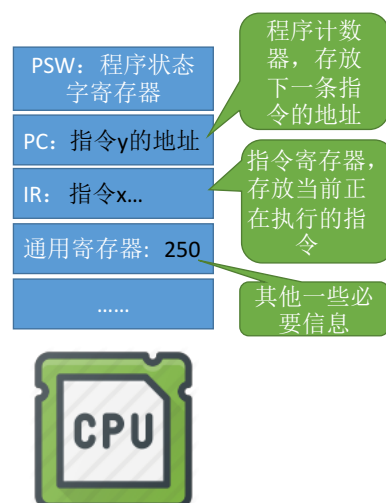 PSW：程序状态
字寄存器
PC：指令y的地址
IR：指令x...
通用寄存器：250
......
程序计数
器，存放
下一条指
令的地址
指令寄存器，
存放当前正
在执行的指
令
其他一些必
要信息
CPU